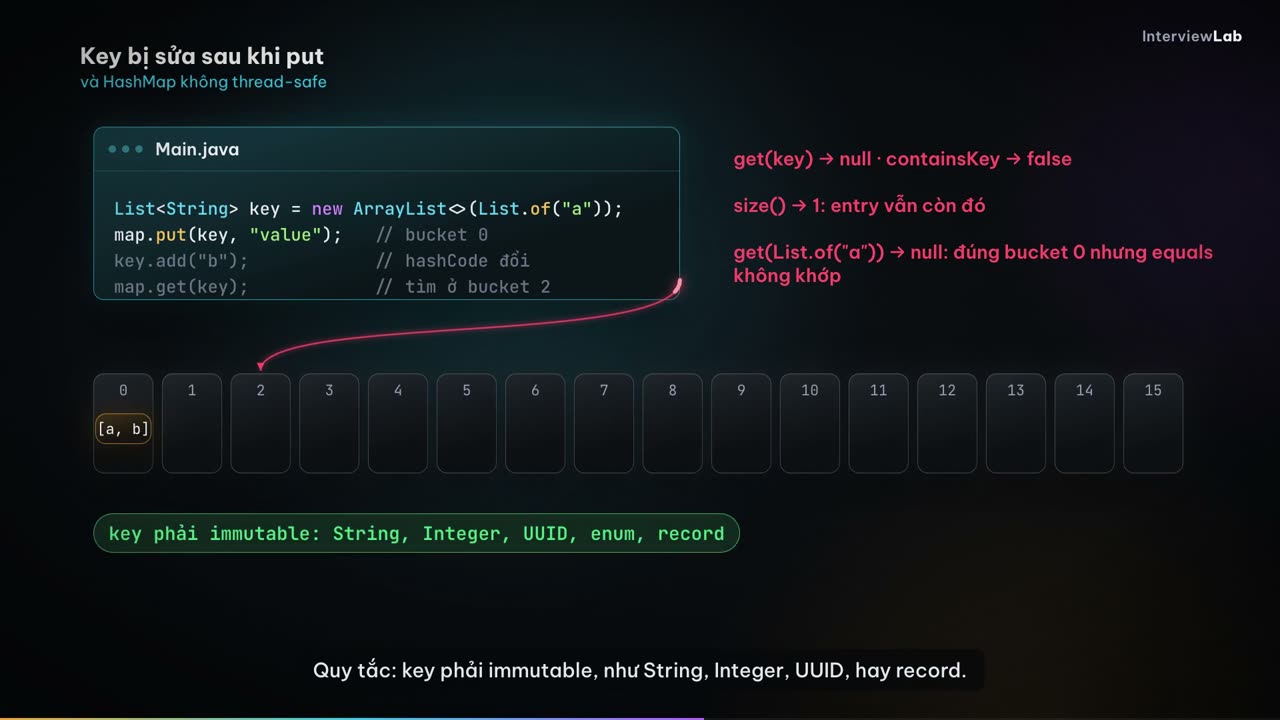 Key bị sửa sau khi put
và HashMap không thread-safe
InterviewLab
Main.java
List<String> key = new ArrayList<>(List.of("a"));
map.put(key, "value"); // bucket 0
key.add("b"); // hashCode đổi
map.get(key); // tìm ở bucket 2
get(key) → null · containsKey → false
size() → 1: entry vẫn còn đó
get(List.of("a")) → null: đúng bucket 0 nhưng equals
không khớp
0 1 2 3 4 5 6 7 8 9 10 11 12 13 14 15
[a, b]
key phải immutable: String, Integer, UUID, enum, record
Quy tắc: key phải immutable, như String, Integer, UUID, hay record.